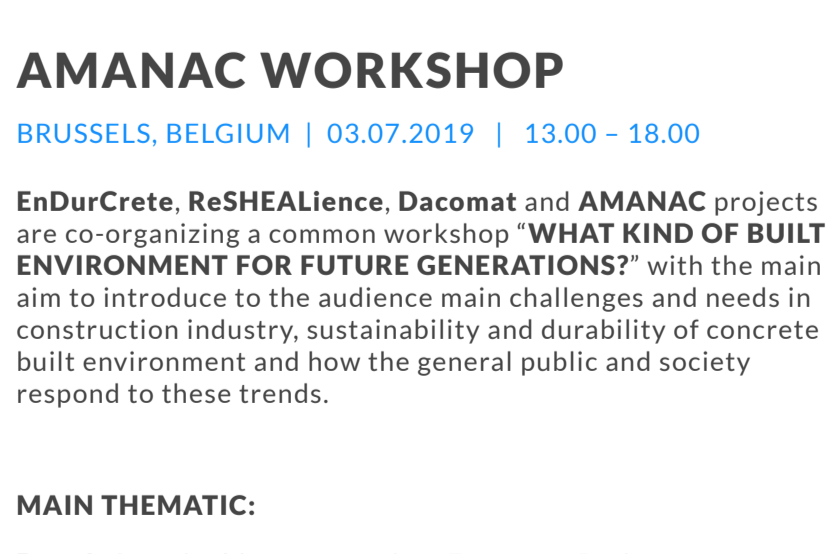 AMANAC WORKSHOP
BRUSSELS, BELGIUM | 03.07.2019 | 13.00 – 18.00
EnDurCrete, ReSHEALience, Dacomat and AMANAC projects
are co-organizing a common workshop “WHAT KIND OF BUILT
ENVIRONMENT FOR FUTURE GENERATIONS?” with the main
aim to introduce to the audience main challenges and needs in
construction industry, sustainability and durability of concrete
built environment and how the general public and society
respond to these trends.
MAIN THEMATIC: